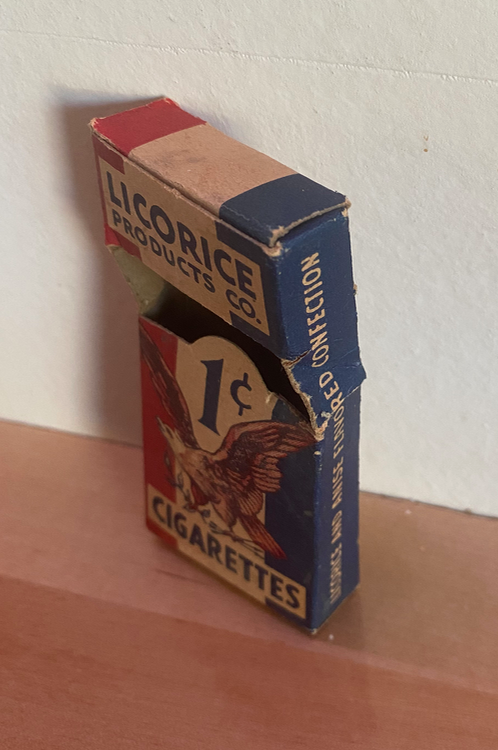 LICORICE
PRODUCTS CO.
1¢
CIGARETTES
LICORICE AND ANISE FLAVORED CONFECTION